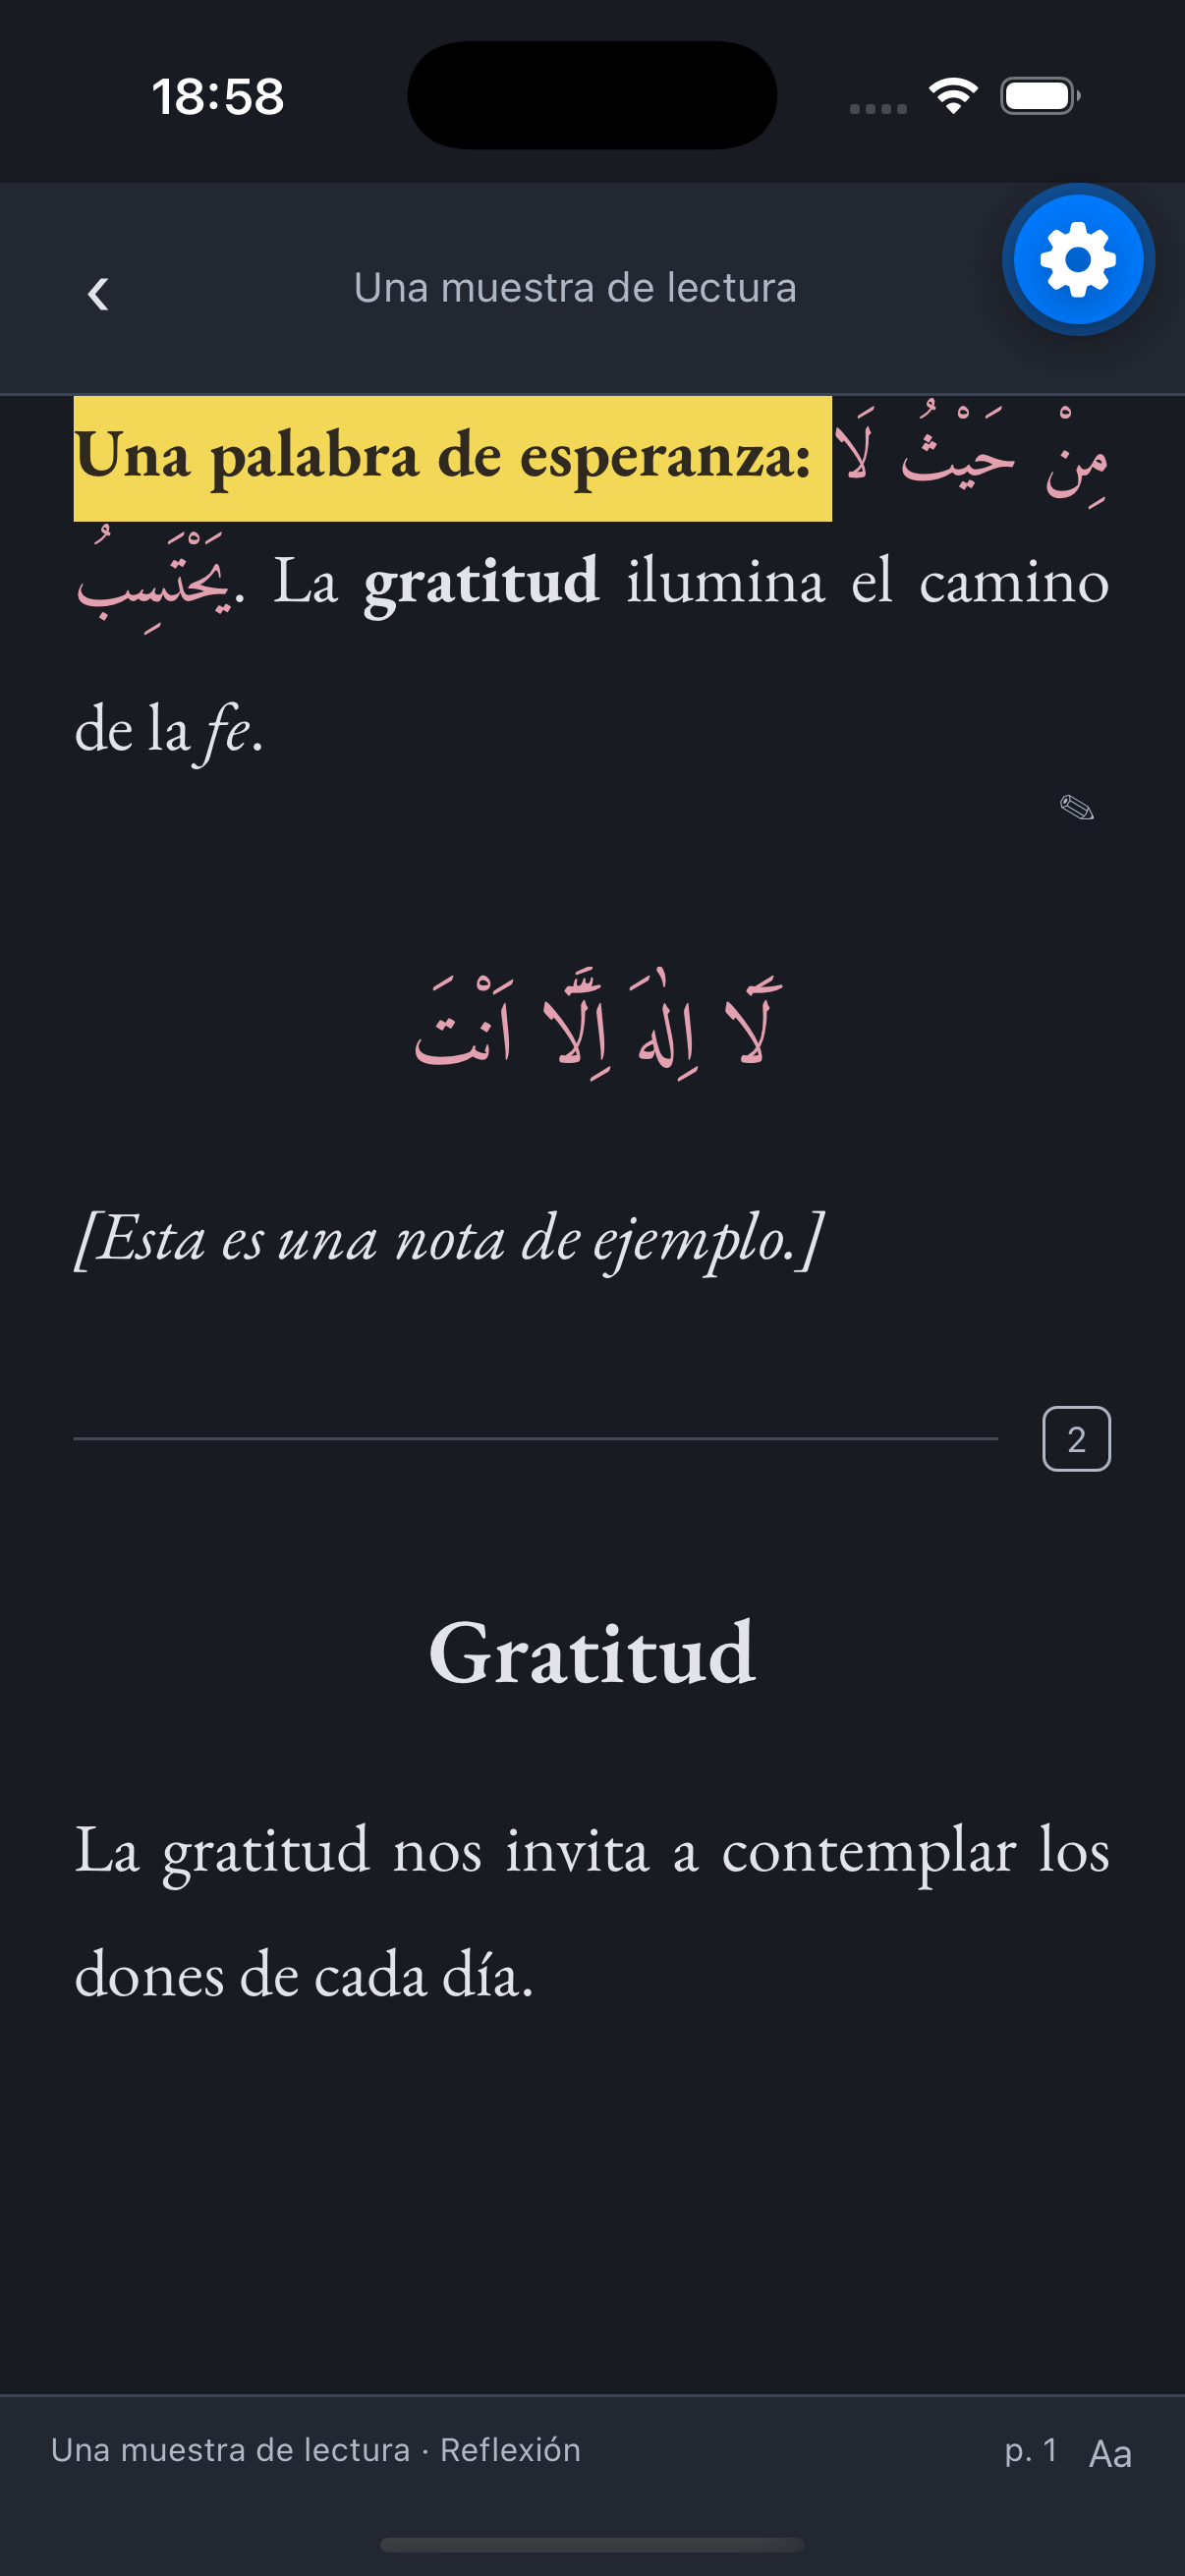 18:58
‹ Una muestra de lectura
Una palabra de esperanza: مِنْ حَيْثُ لَا
يَحْتَسِبُ. La gratitud ilumina el camino
de la fe.
لَٓا اِلٰهَ اِلَّٓا اَنْتَ
[Esta es una nota de ejemplo.]
2
Gratitud
La gratitud nos invita a contemplar los
dones de cada día.
Una muestra de lectura · Reflexión p. 1 Aa